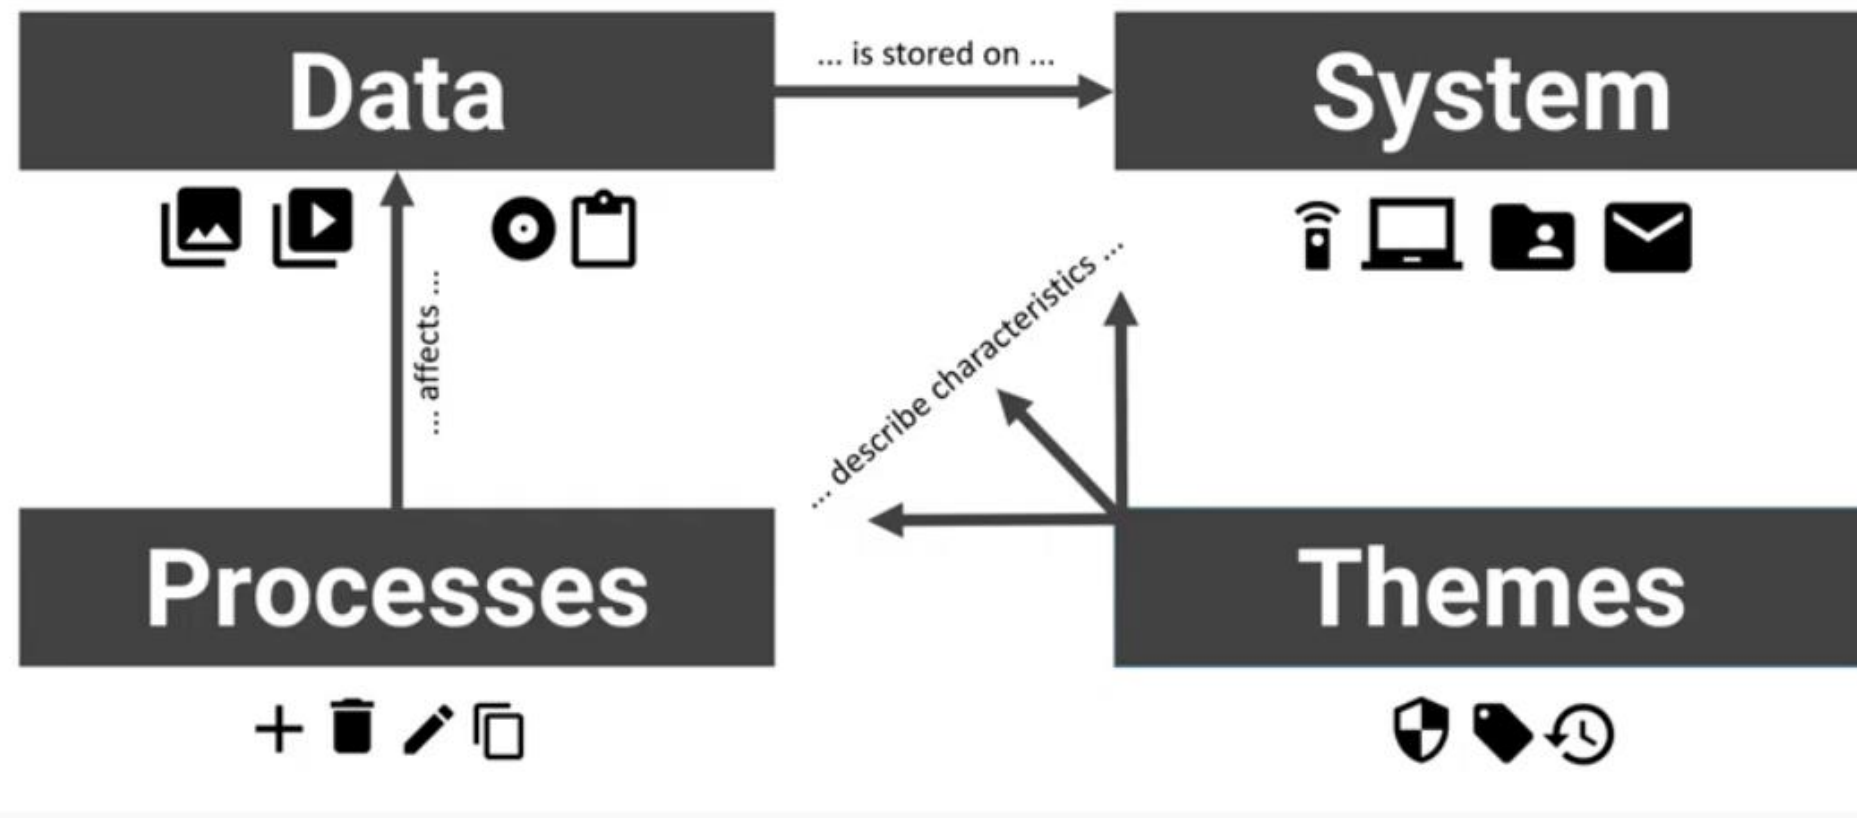 Data
... is stored on ...
System
... affects ...
... describe characteristics ...
Processes
Themes